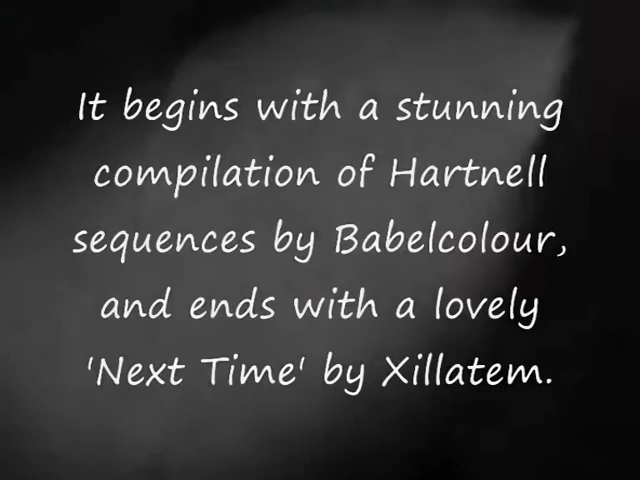 It begins with a stunning
compilation of Hartnell
sequences by Babelcolour,
and ends with a lovely
'Next Time' by Xillatem.